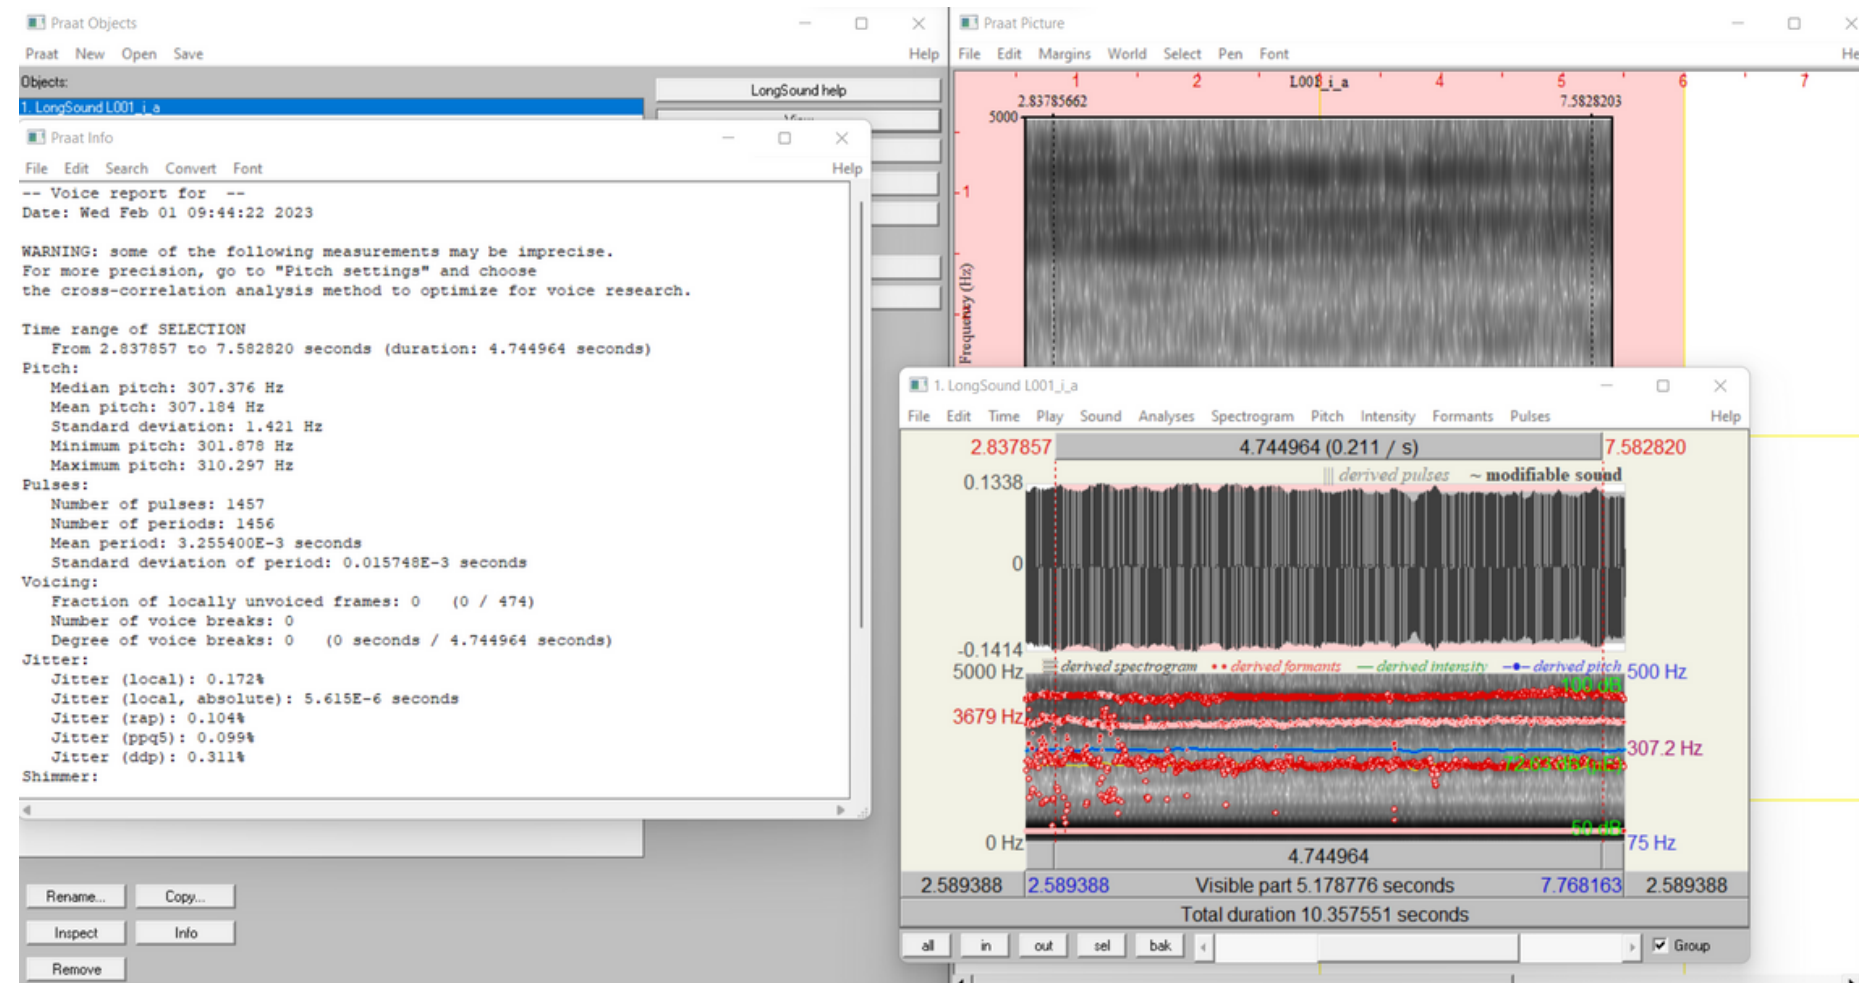 Praat Objects
Praat New Open Save Help
Objects:
1. LongSound L001_i_a
LongSound help
Praat Info
File Edit Search Convert Font Help
-- Voice report for --
Date: Wed Feb 01 09:44:22 2023
WARNING: some of the following measurements may be imprecise.
For more precision, go to "Pitch settings" and choose
the cross-correlation analysis method to optimize for voice research.
Time range of SELECTION
From 2.837857 to 7.582820 seconds (duration: 4.744964 seconds)
Pitch:
Median pitch: 307.376 Hz
Mean pitch: 307.184 Hz
Standard deviation: 1.421 Hz
Minimum pitch: 301.878 Hz
Maximum pitch: 310.297 Hz
Pulses:
Number of pulses: 1457
Number of periods: 1456
Mean period: 3.255400E-3 seconds
Standard deviation of period: 0.015748E-3 seconds
Voicing:
Fraction of locally unvoiced frames: 0 (0 / 474)
Number of voice breaks: 0
Degree of voice breaks: 0 (0 seconds / 4.744964 seconds)
Jitter:
Jitter (local): 0.172%
Jitter (local, absolute): 5.615E-6 seconds
Jitter (rap): 0.104%
Jitter (ppq5): 0.099%
Jitter (ddp): 0.311%
Shimmer:
Rename... Copy...
Inspect Info
Remove
Praat Picture
File Edit Margins World Select Pen Font He
1 2 L001_i_a 4 5 6 7
2.83785662 7.5828203
5000
1
Frequency (Hz)
1. LongSound L001_i_a
File Edit Time Play Sound Analyses Spectrogram Pitch Intensity Formants Pulses Help
2.837857 4.744964 (0.211 / s) 7.582820
derived pulses ~ modifiable sound
0.1338
0
-0.1414
derived spectrogram derived formants derived intensity derived pitch
5000 Hz 500 Hz
100 dB
3679 Hz
307.2 Hz
50 dB
0 Hz 75 Hz
4.744964
2.589388 2.589388 Visible part 5.178776 seconds 7.768163 2.589388
Total duration 10.357551 seconds
all in out sel bak Group